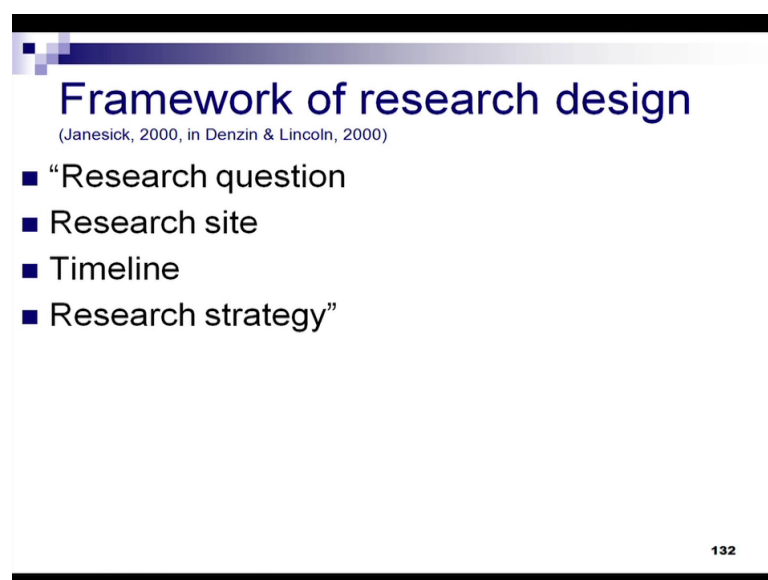 Framework of research design
(Janesick, 2000, in Denzin & Lincoln, 2000)
“Research question
Research site
Timeline
Research strategy”
132